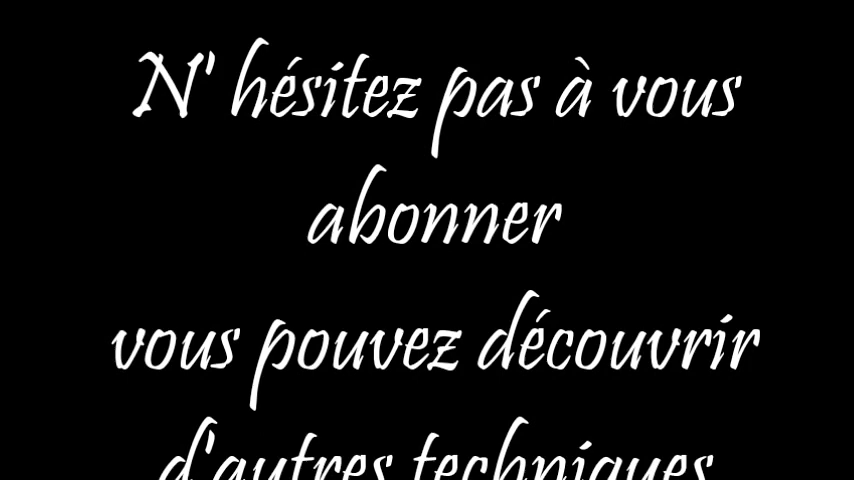 N' hésitez pas à vous
abonner
vous pouvez découvrir
d'autres techniques